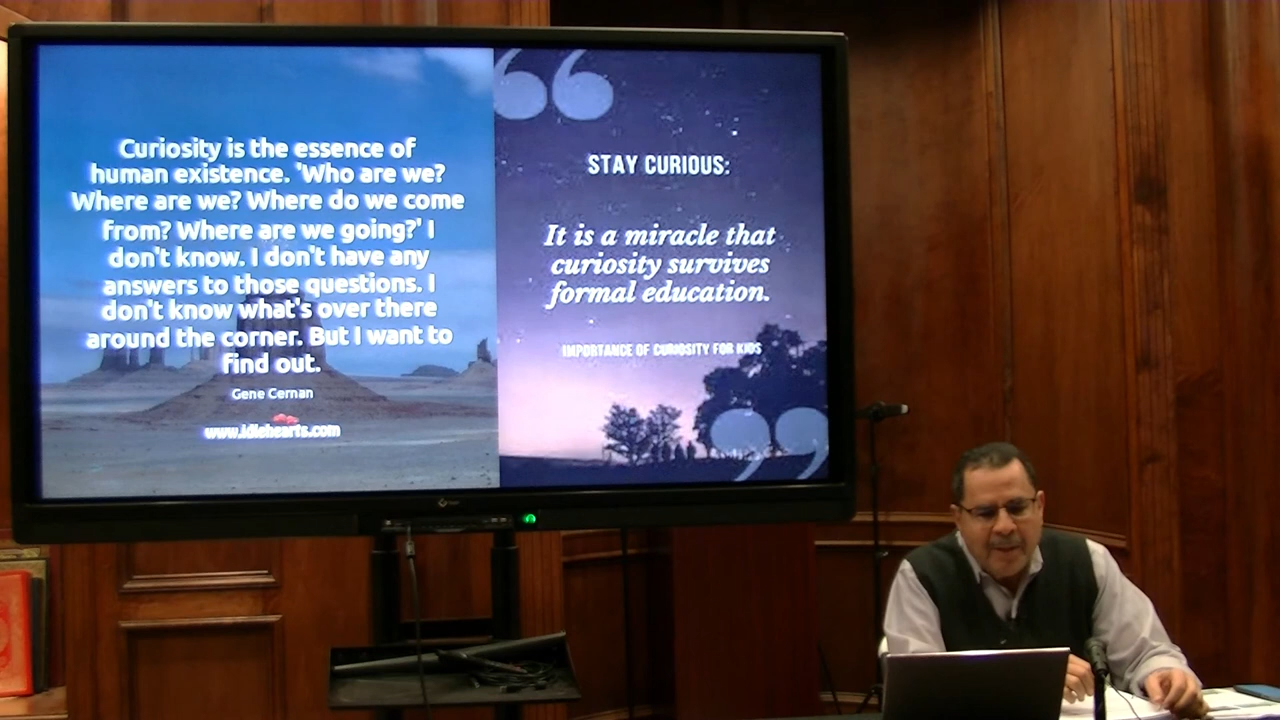 Curiosity is the essence of
human existence. 'Who are we?
Where are we? Where do we come
from? Where are we going?' I
don't know. I don't have any
answers to those questions. I
don't know what's over there
around the corner. But I want to
find out.
Gene Cernan
www.idlehearts.com
STAY CURIOUS:
It is a miracle that
curiosity survives
formal education.
IMPORTANCE OF CURIOSITY FOR KIDS